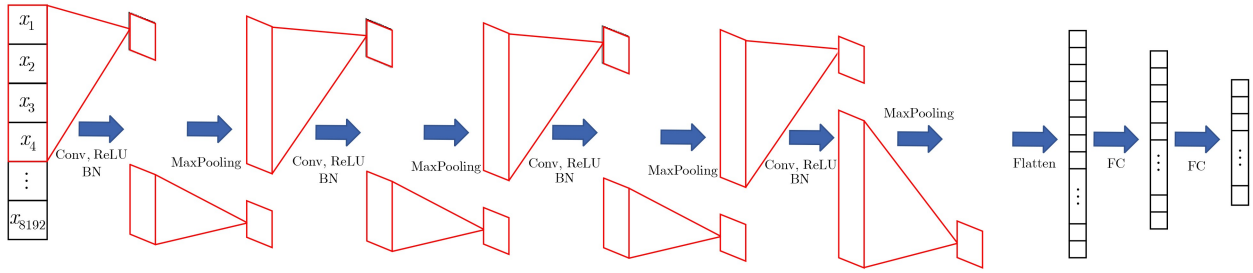 x1
x2
x3
x4
⋮
x8192
Conv, ReLU
BN
MaxPooling
Conv, ReLU
BN
MaxPooling
Conv, ReLU
BN
MaxPooling
Conv, ReLU
BN
MaxPooling
Flatten
⋮
FC
⋮
FC
⋮